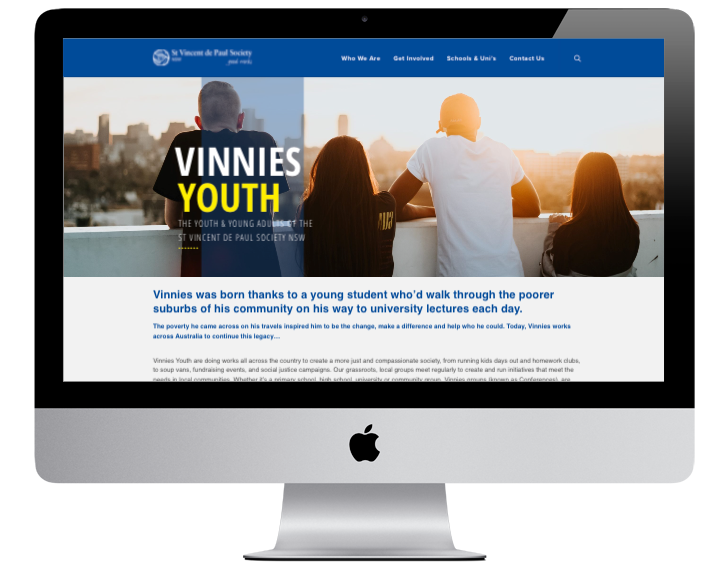 St Vincent de Paul Society
NSW
good works
Who We Are Get Involved Schools & Uni's Contact Us
VINNIES
YOUTH
THE YOUTH & YOUNG ADULTS OF THE
ST VINCENT DE PAUL SOCIETY NSW
Vinnies was born thanks to a young student who'd walk through the poorer
suburbs of his community on his way to university lectures each day.
The poverty he came across on his travels inspired him to be the change, make a difference and help who he could. Today, Vinnies works
across Australia to continue this legacy...
Vinnies Youth are doing works all across the country to create a more just and compassionate society, from running kids days out and homework clubs,
to soup vans, fundraising events, and social justice campaigns. Our grassroots, local groups meet regularly to create and run initiatives that meet the
needs in local communities. Whether it's a primary school, high school, university or community group, Vinnies groups (known as Conferences), are